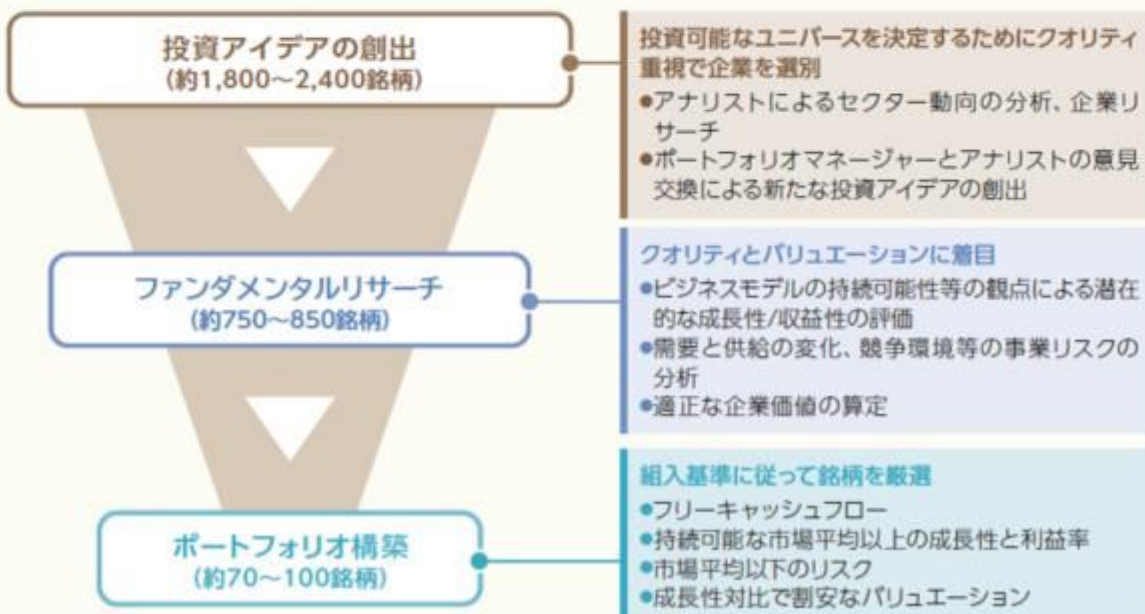 投資アイデアの創出
(約1,800～2,400銘柄)
投資可能なユニバースを決定するためにクオリティ
重視で企業を選別
●アナリストによるセクター動向の分析、企業リ
サーチ
●ポートフォリオマネージャーとアナリストの意見
交換による新たな投資アイデアの創出
ファンダメンタルリサーチ
(約750～850銘柄)
クオリティとバリュエーションに着目
●ビジネスモデルの持続可能性等の観点による潜在
的な成長性/収益性の評価
●需要と供給の変化、競争環境等の事業リスクの
分析
●適正な企業価値の算定
ポートフォリオ構築
(約70～100銘柄)
組入基準に従って銘柄を厳選
●フリーキャッシュフロー
●持続可能な市場平均以上の成長性と利益率
●市場平均以下のリスク
●成長性対比で割安なバリュエーション